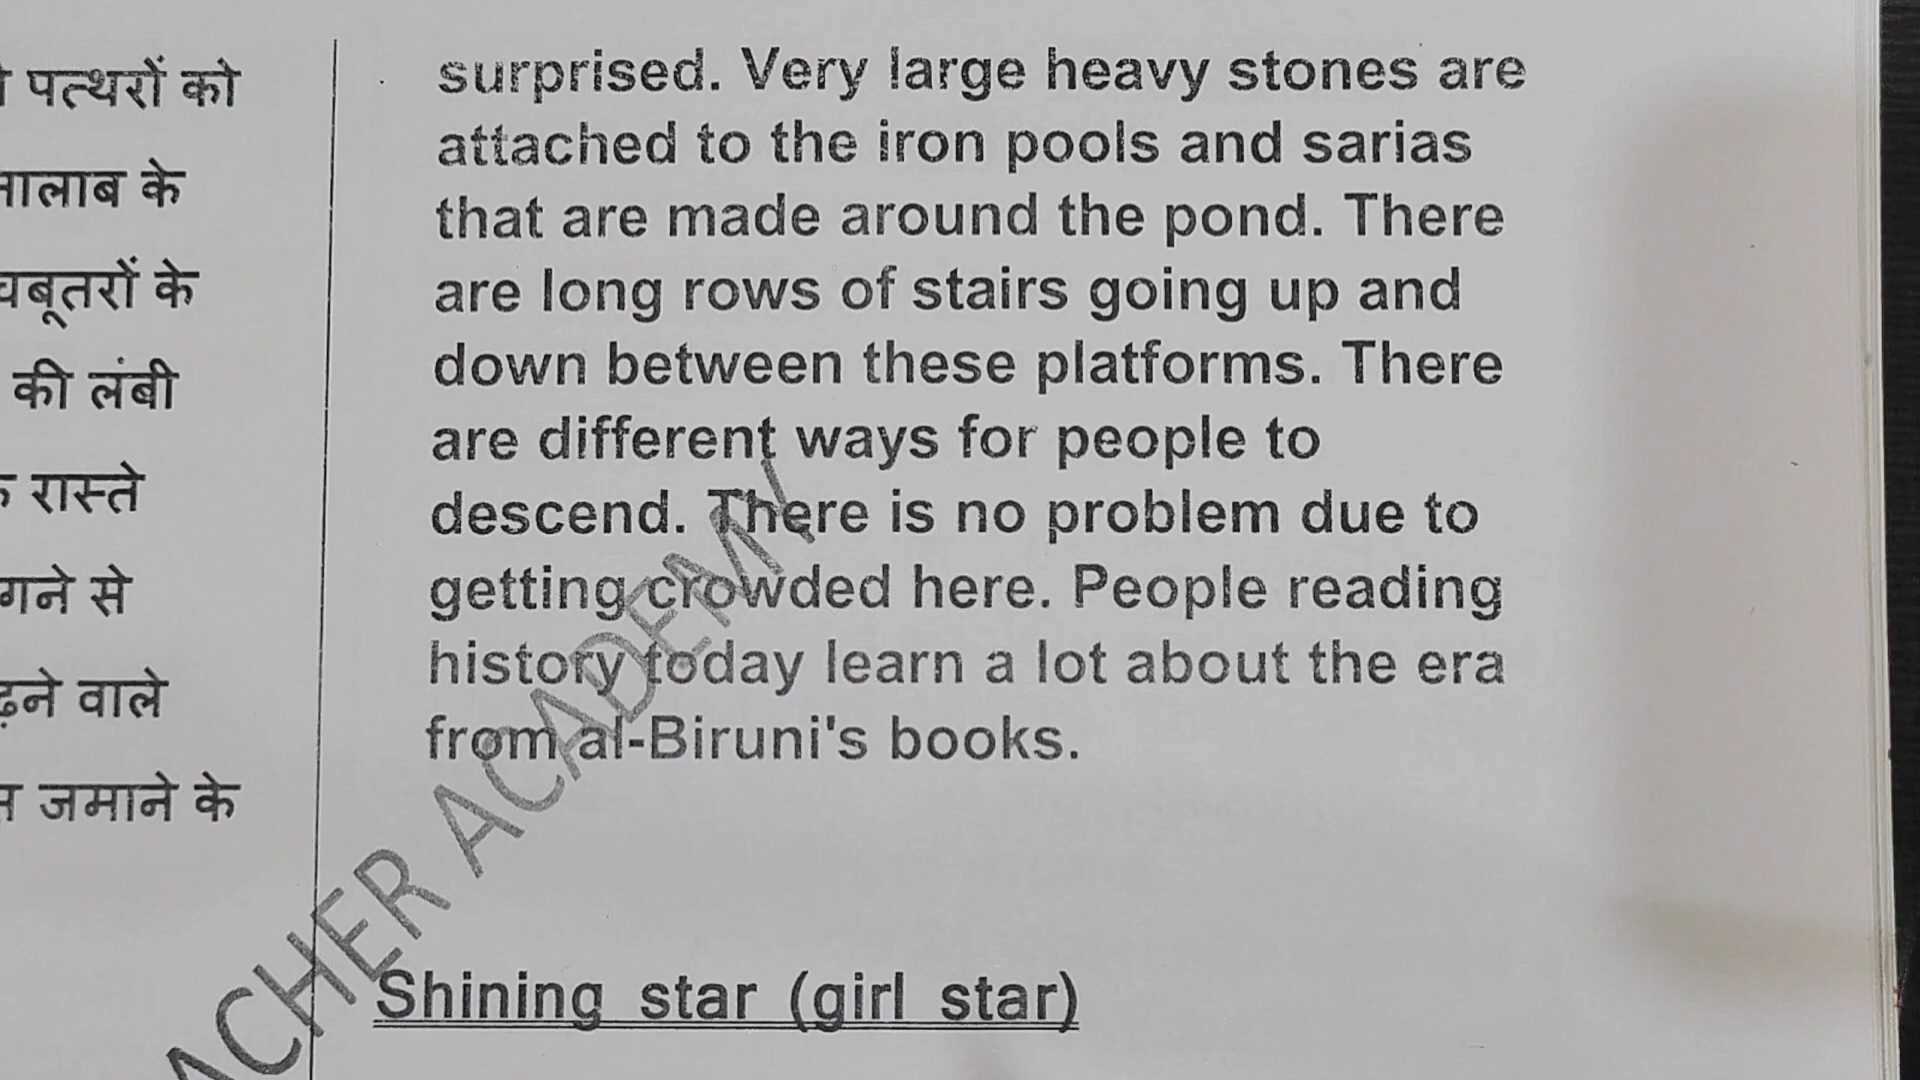 पत्थरों को
के
के
की लंबी
रास्ते
से
वाले
जमाने के
surprised. Very large heavy stones are
attached to the iron pools and sarias
that are made around the pond. There
are long rows of stairs going up and
down between these platforms. There
are different ways for people to
descend. There is no problem due to
getting crowded here. People reading
history today learn a lot about the era
from al-Biruni's books.
Shining star (girl star)
ACADEMY